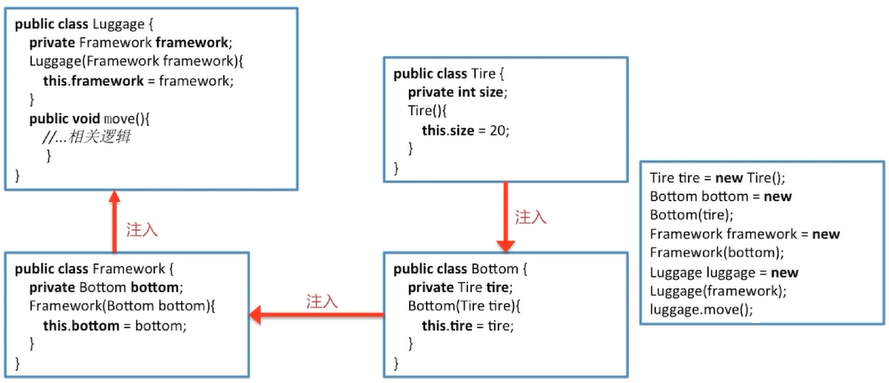 public class Luggage {
private Framework framework;
Luggage(Framework framework){
this.framework = framework;
}
public void move(){
//...相关逻辑
}
}
注入
public class Framework {
private Bottom bottom;
Framework(Bottom bottom){
this.bottom = bottom;
}
}
注入
public class Tire {
private int size;
Tire(){
this.size = 20;
}
}
注入
public class Bottom {
private Tire tire;
Bottom(Tire tire){
this.tire = tire;
}
}
Tire tire = new Tire();
Bottom bottom = new
Bottom(tire);
Framework framework = new
Framework(bottom);
Luggage luggage = new
Luggage(framework);
luggage.move();